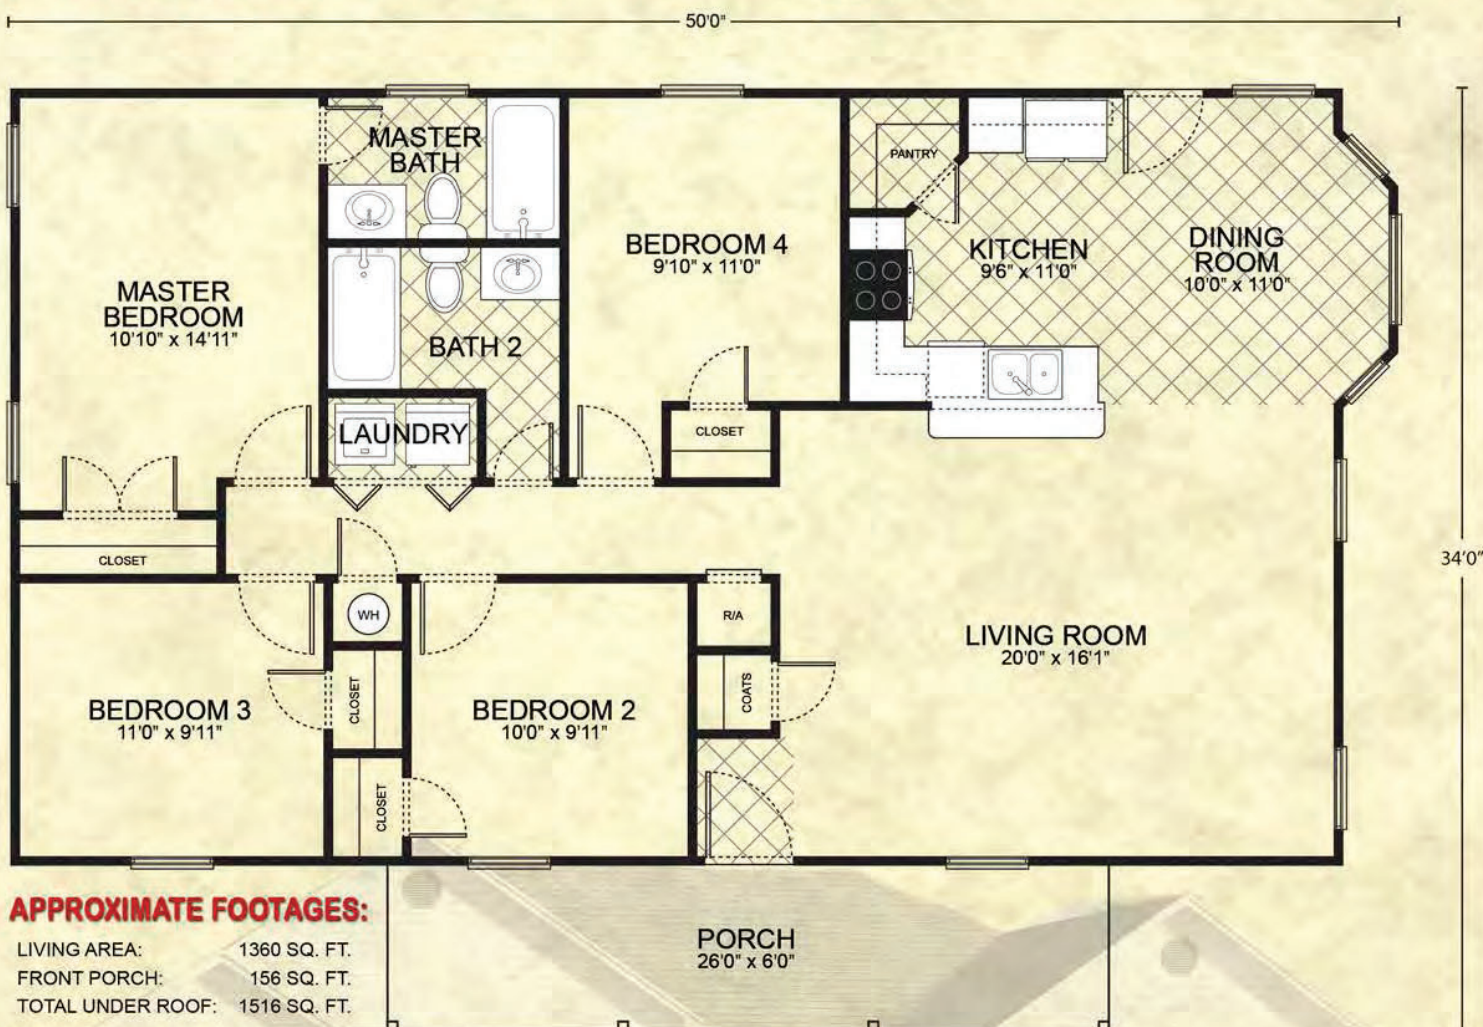 50'0"
MASTER
BATH
PANTRY
BEDROOM 4
9'10" x 11'0"
KITCHEN
9'6" x 11'0"
DINING
ROOM
10'0" x 11'0"
MASTER
BEDROOM
10'10" x 14'11"
BATH 2
LAUNDRY
CLOSET
CLOSET
34'0"
WH
R/A
LIVING ROOM
20'0" x 16'1"
BEDROOM 3
11'0" x 9'11"
CLOSET
BEDROOM 2
10'0" x 9'11"
COATS
CLOSET
APPROXIMATE FOOTAGES:
LIVING AREA: 1360 SQ. FT.
FRONT PORCH: 156 SQ. FT.
TOTAL UNDER ROOF: 1516 SQ. FT.
PORCH
26'0" x 6'0"